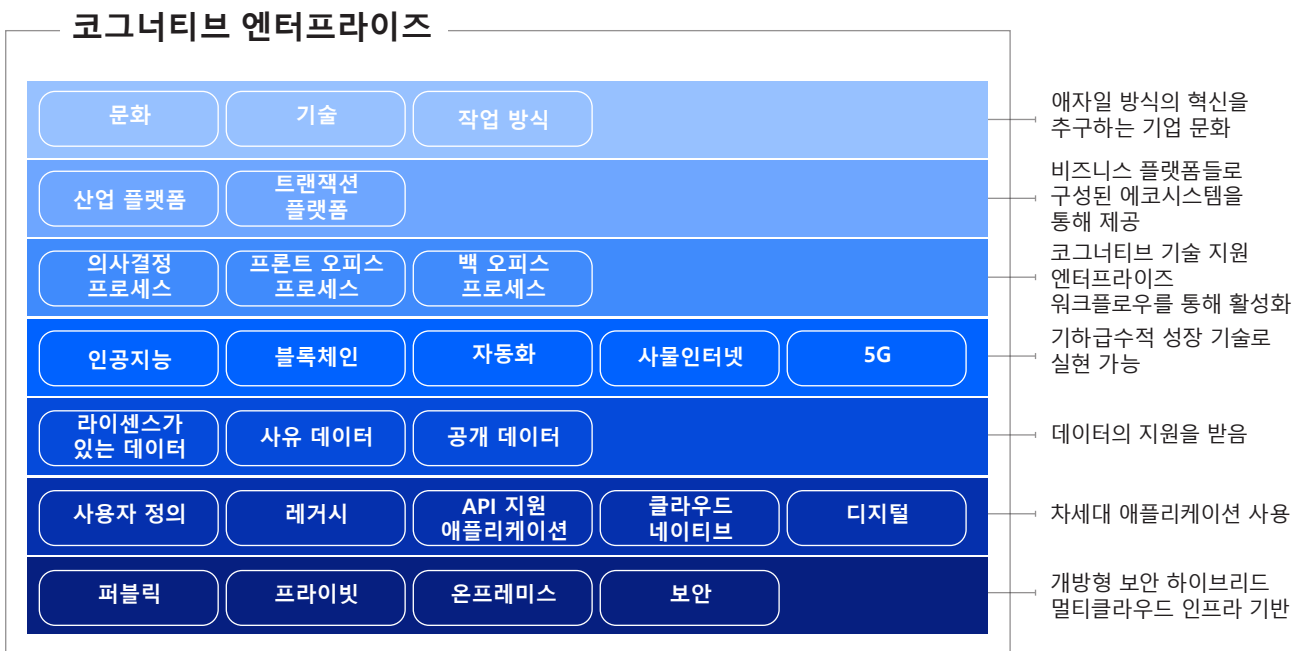 코그너티브 엔터프라이즈
문화
기술
작업 방식
애자일 방식의 혁신을
추구하는 기업 문화
산업 플랫폼
트랜잭션
플랫폼
비즈니스 플랫폼들로
구성된 에코시스템을
통해 제공
의사결정
프로세스
프론트 오피스
프로세스
백 오피스
프로세스
코그너티브 기술 지원
엔터프라이즈
워크플로우를 통해 활성화
인공지능
블록체인
자동화
사물인터넷
5G
기하급수적 성장 기술로
실현 가능
라이센스가
있는 데이터
사유 데이터
공개 데이터
데이터의 지원을 받음
사용자 정의
레거시
API 지원
애플리케이션
클라우드
네이티브
디지털
차세대 애플리케이션 사용
퍼블릭
프라이빗
온프레미스
보안
개방형 보안 하이브리드
멀티클라우드 인프라 기반